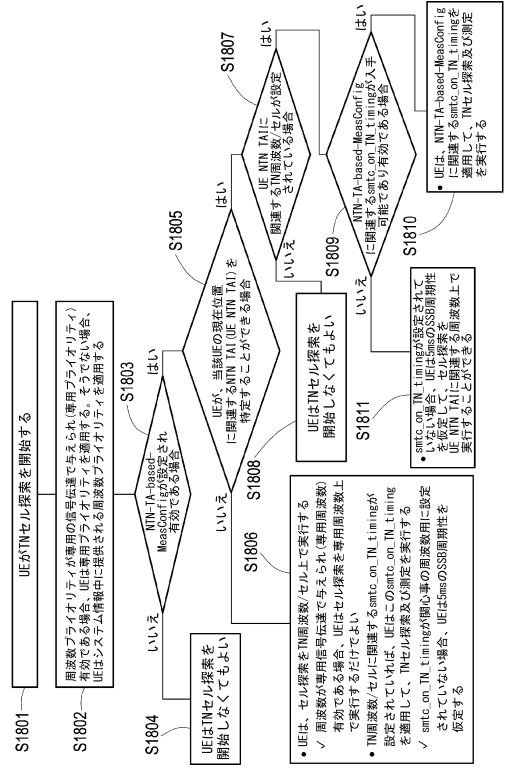 S1801
UEがTNセル探索を開始する
S1802
周波数プライオリティが専用の信号伝達で与えられ(専用プライオリティ)
有効である場合、UEは専用プライオリティを適用する。そうでない場合、
UEはシステム情報中に提供される周波数プライオリティを適用する
S1803
NTN-TA-based-
MeasConfigが設定され
有効である場合
いいえ
はい
S1804
UEはTNセル探索を
開始しなくてもよい
S1805
UEが、当該UEの現在位置
に関連するNTN TAI(UE NTN TAI)を
特定することができる場合
いいえ
はい
S1806
• UEは、セル探索をTN周波数/セル上で実行する
✓ 周波数が専用信号伝達で与えられ(専用周波数)
有効である場合、UEはセル探索を専用周波数上
で実行するだけでよい
• TN周波数/セルに関連するsmtc_on_TN_timingが
設定されていれば、UEはこのsmtc_on_TN_timing
を適用して、TNセル探索及び測定を実行する
✓ smtc_on_TN_timingが関心事の周波数用に設定
されていない場合、UEは5msのSSB周期性を
仮定する
S1807
UE NTN TAIに
関連するTN周波数/セルが設定
されている場合
いいえ
はい
S1808
UEはTNセル探索を
開始しなくてもよい
S1809
NTN-TA-based-MeasConfig
に関連するsmtc_on_TN_timingが入手
可能であり有効である場合
いいえ
はい
S1810
• UEは、NTN-TA-based-MeasConfig
に関連するsmtc_on_TN_timingを
適用して、TNセル探索及び測定
を実行する
S1811
• smtc_on_TN_timingが設定されて
いない場合、UEは5msのSSB周期性
を仮定して、セル探索を
UE NTN TAIに関連する周波数上で
実行することができる